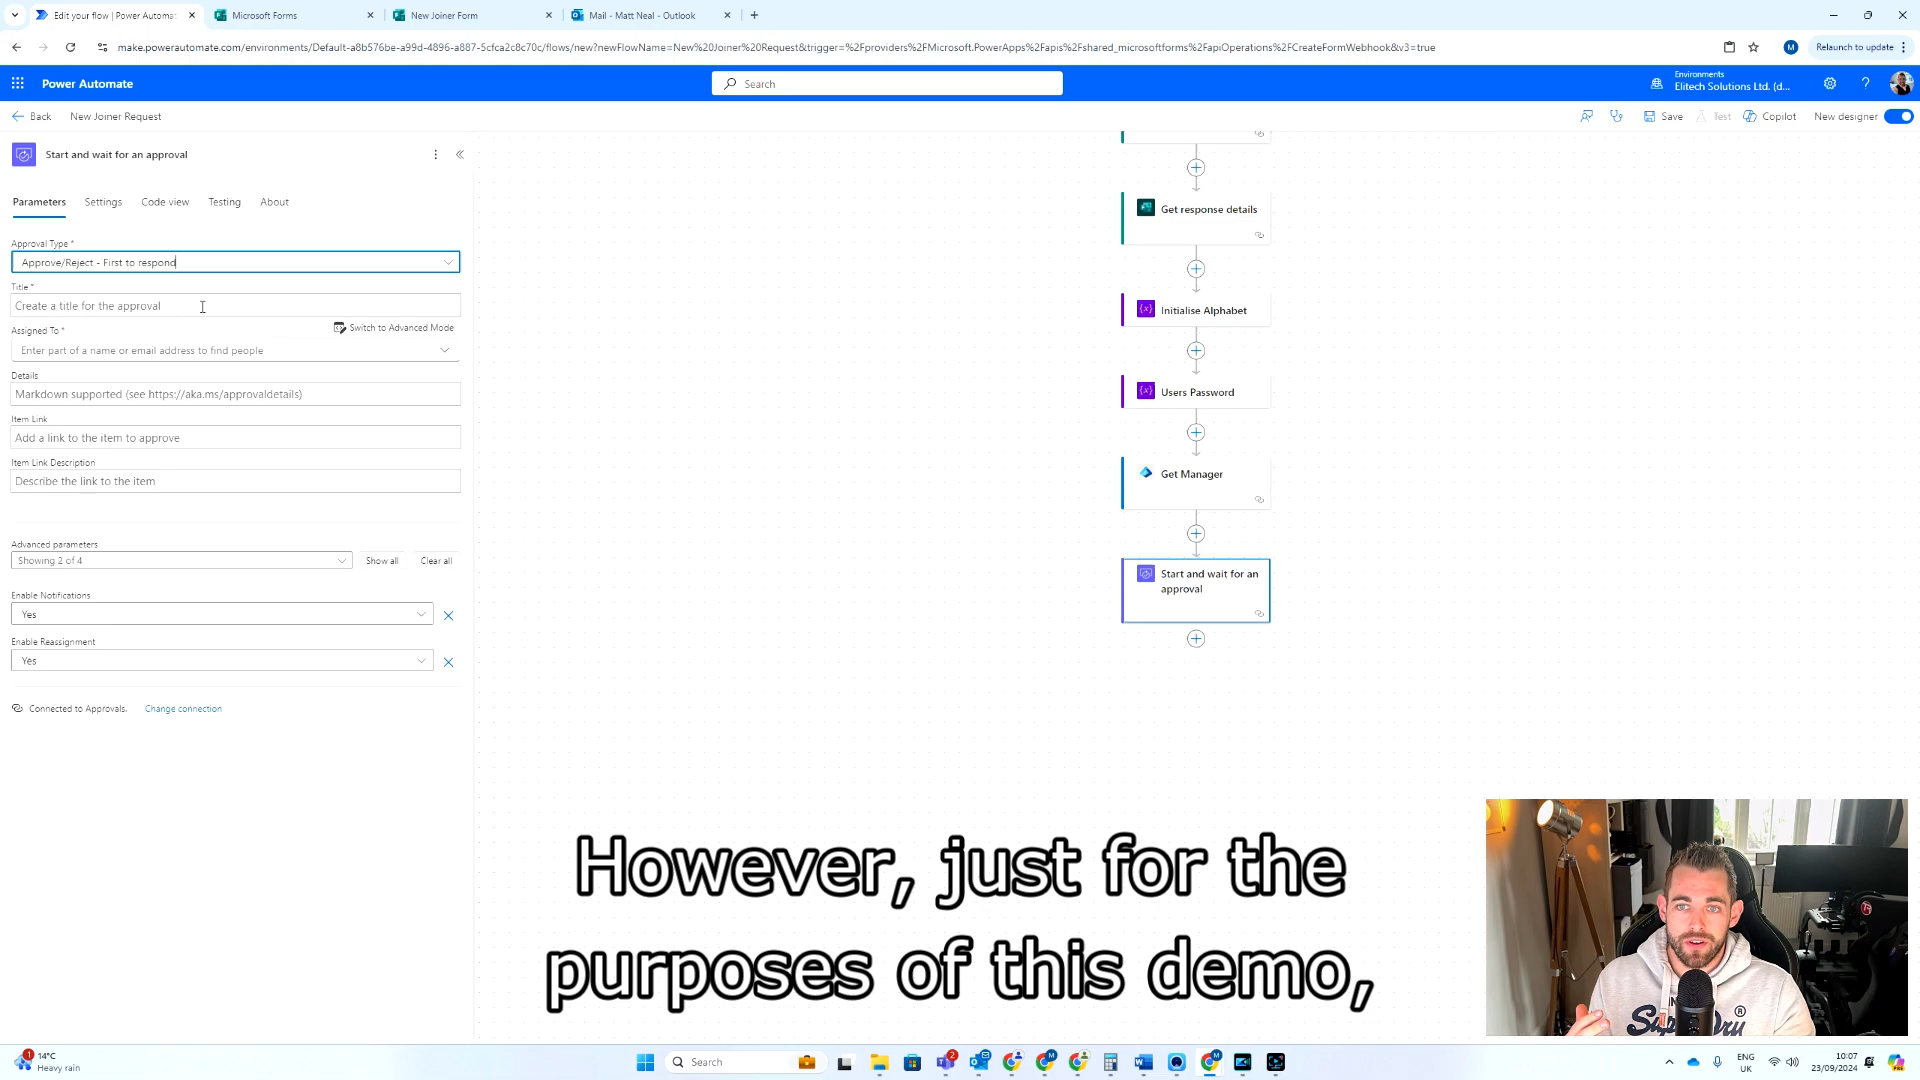 Edit your flow | Power Automat
Microsoft Forms
New Joiner Form
Mail - Matt Neal - Outlook
make.powerautomate.com/environments/Default-a8b576be-a99d-4896-a887-5cfca2c8c70c/flows/new?newFlowName=New%20Joiner%20Request&trigger=%2Fproviders%2FMicrosoft.PowerApps%2Fapis%2Fshared_microsoftforms%2FapiOperations%2FCreateFormWebhook&v3=true
M
Relaunch to update
Power Automate
Search
Environments
Elitech Solutions Ltd. (d...
Back
New Joiner Request
Save
Test
Copilot
New designer
Start and wait for an approval
Parameters
Settings
Code view
Testing
About
Approval Type *
Approve/Reject - First to respond
Title *
Create a title for the approval
Switch to Advanced Mode
Assigned To *
Enter part of a name or email address to find people
Details
Markdown supported (see https://aka.ms/approvaldetails)
Item Link
Add a link to the item to approve
Item Link Description
Describe the link to the item
Advanced parameters
Showing 2 of 4
Show all
Clear all
Enable Notifications
Yes
Enable Reassignment
Yes
Connected to Approvals.
Change connection
Get response details
Initialise Alphabet
Users Password
Get Manager
Start and wait for an
approval
However, just for the
purposes of this demo,
1
14°C
Heavy rain
Search
2
ENG
UK
10:07
23/09/2024